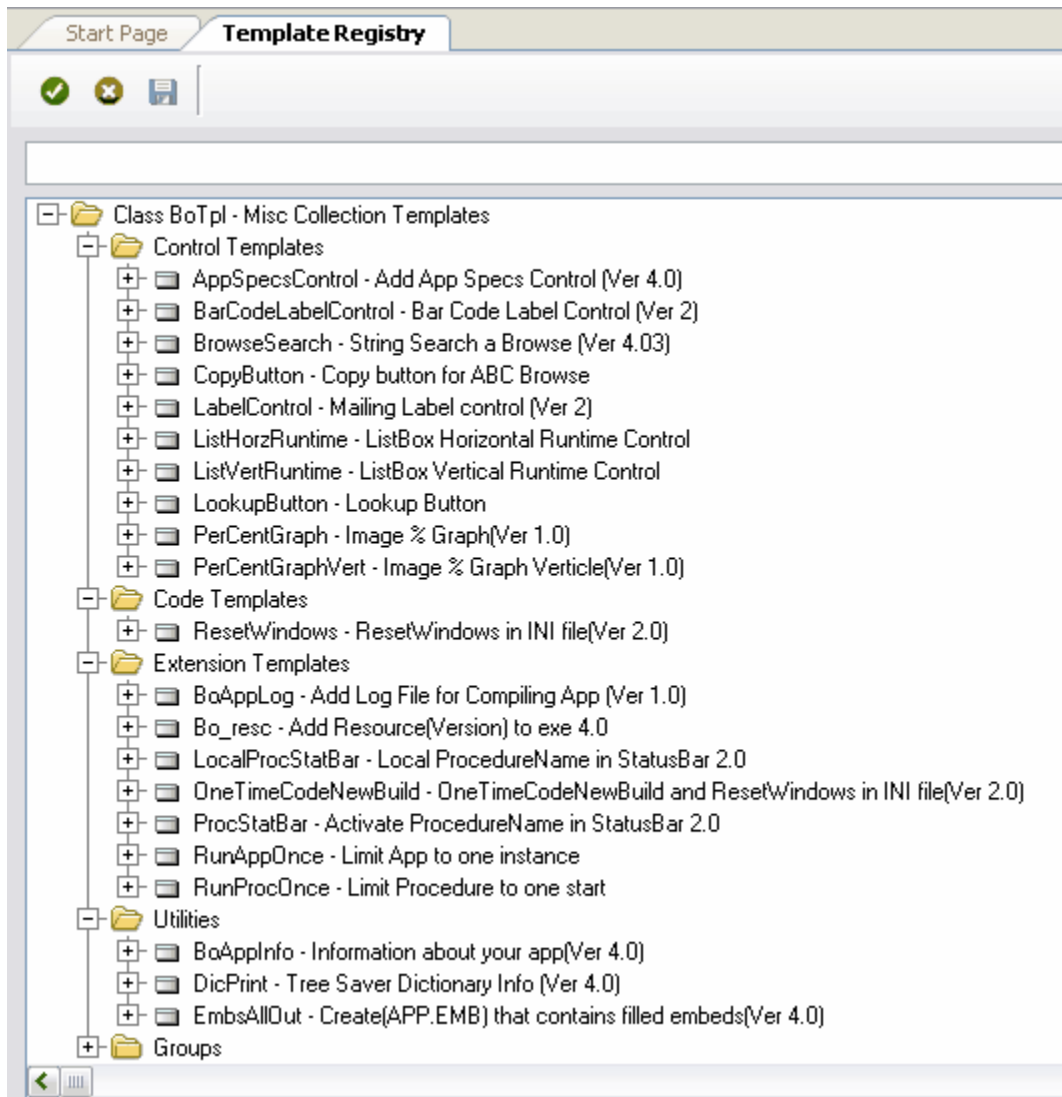 Start Page Template Registry
Class BoTpl - Misc Collection Templates
Control Templates
AppSpecsControl - Add App Specs Control (Ver 4.0)
BarCodeLabelControl - Bar Code Label Control (Ver 2)
BrowseSearch - String Search a Browse (Ver 4.03)
CopyButton - Copy button for ABC Browse
LabelControl - Mailing Label control (Ver 2)
ListHorzRuntime - ListBox Horizontal Runtime Control
ListVertRuntime - ListBox Vertical Runtime Control
LookupButton - Lookup Button
PerCentGraph - Image % Graph(Ver 1.0)
PerCentGraphVert - Image % Graph Verticle(Ver 1.0)
Code Templates
ResetWindows - ResetWindows in INI file(Ver 2.0)
Extension Templates
BoAppLog - Add Log File for Compiling App (Ver 1.0)
Bo_resc - Add Resource(Version) to exe 4.0
LocalProcStatBar - Local ProcedureName in StatusBar 2.0
OneTimeCodeNewBuild - OneTimeCodeNewBuild and ResetWindows in INI file(Ver 2.0)
ProcStatBar - Activate ProcedureName in StatusBar 2.0
RunAppOnce - Limit App to one instance
RunProcOnce - Limit Procedure to one start
Utilities
BoAppInfo - Information about your app(Ver 4.0)
DicPrint - Tree Saver Dictionary Info (Ver 4.0)
EmbsAllOut - Create(APP.EMB) that contains filled embeds(Ver 4.0)
Groups